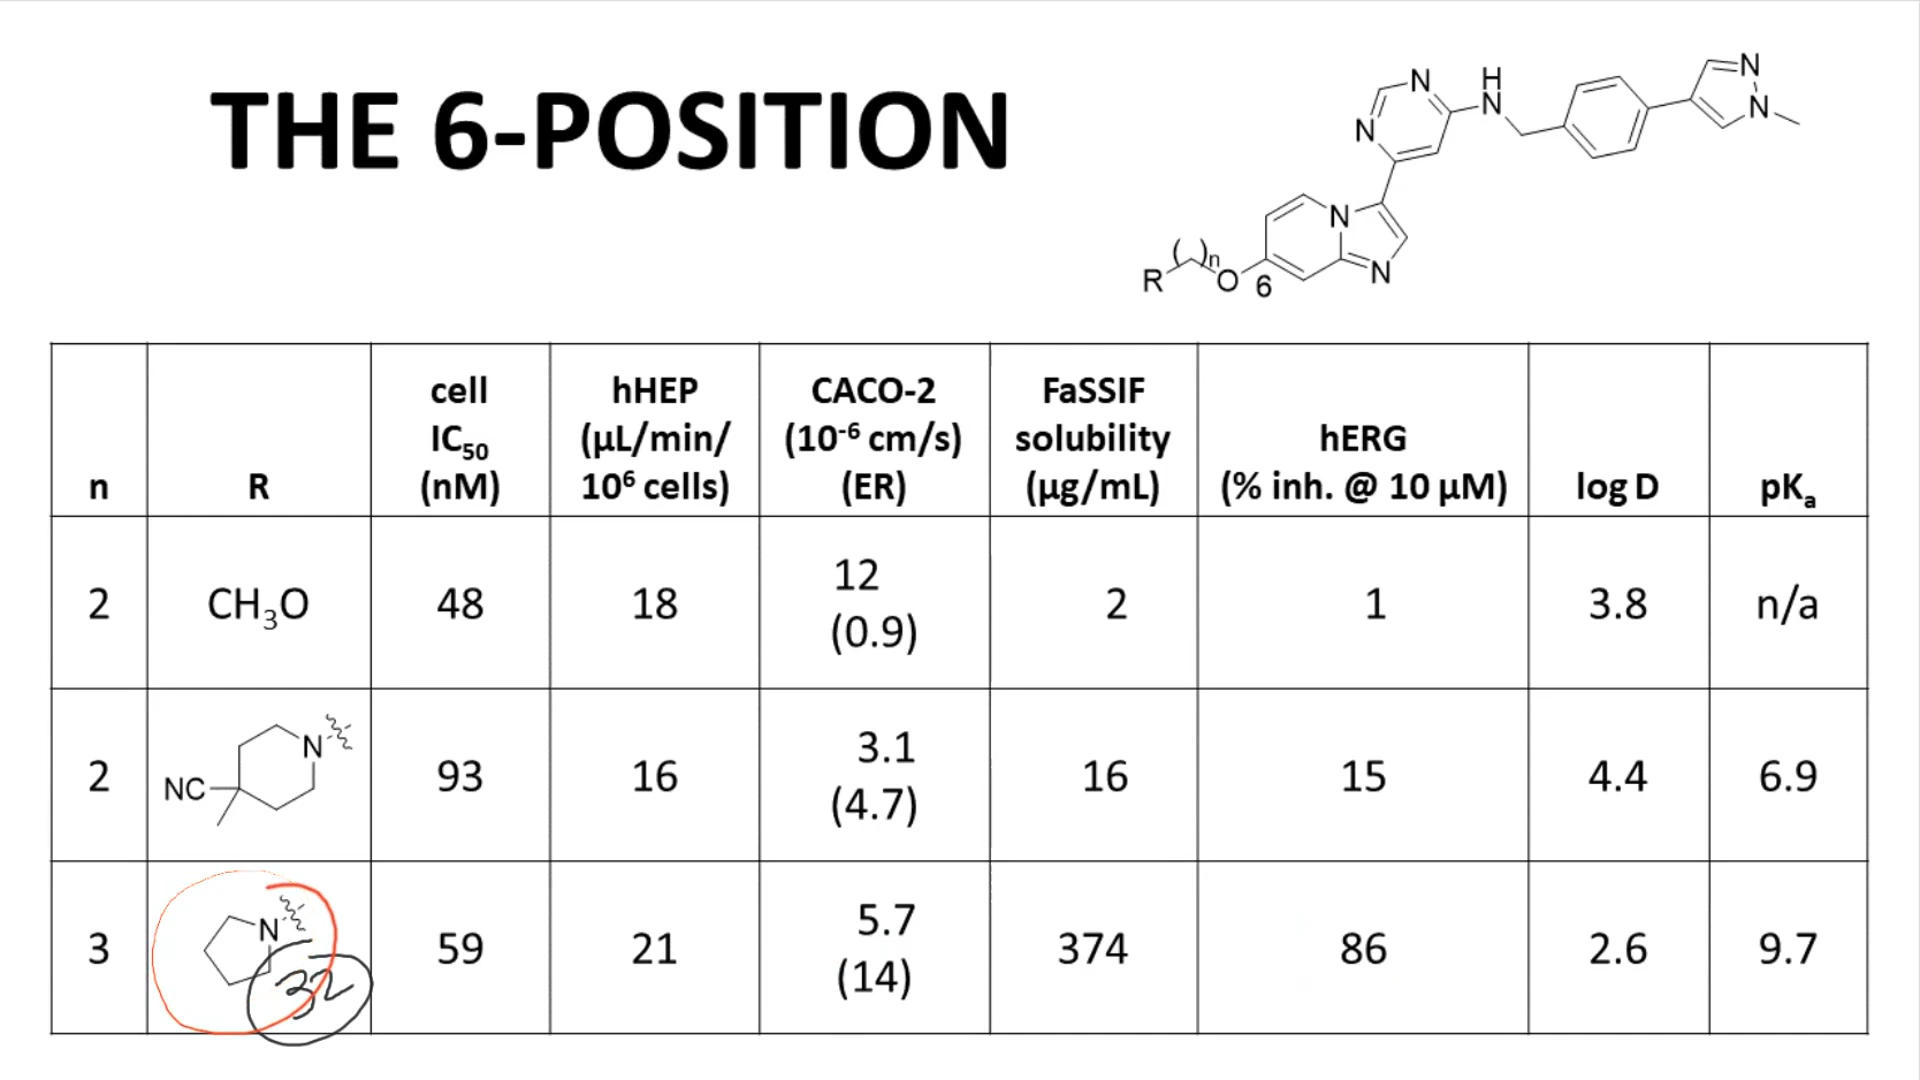 THE 6-POSITION
N
H
N
N
N
N
N
N
R ( )n O 6
n
R
cell
IC50
(nM)
hHEP
(µL/min/
10⁶ cells)
CACO-2
(10⁻⁶ cm/s)
(ER)
FaSSIF
solubility
(µg/mL)
hERG
(% inh. @ 10 µM)
log D
pKa
2
CH₃O
48
18
12
(0.9)
2
1
3.8
n/a
2
NC
N
93
16
3.1
(4.7)
16
15
4.4
6.9
3
N
32
59
21
5.7
(14)
374
86
2.6
9.7